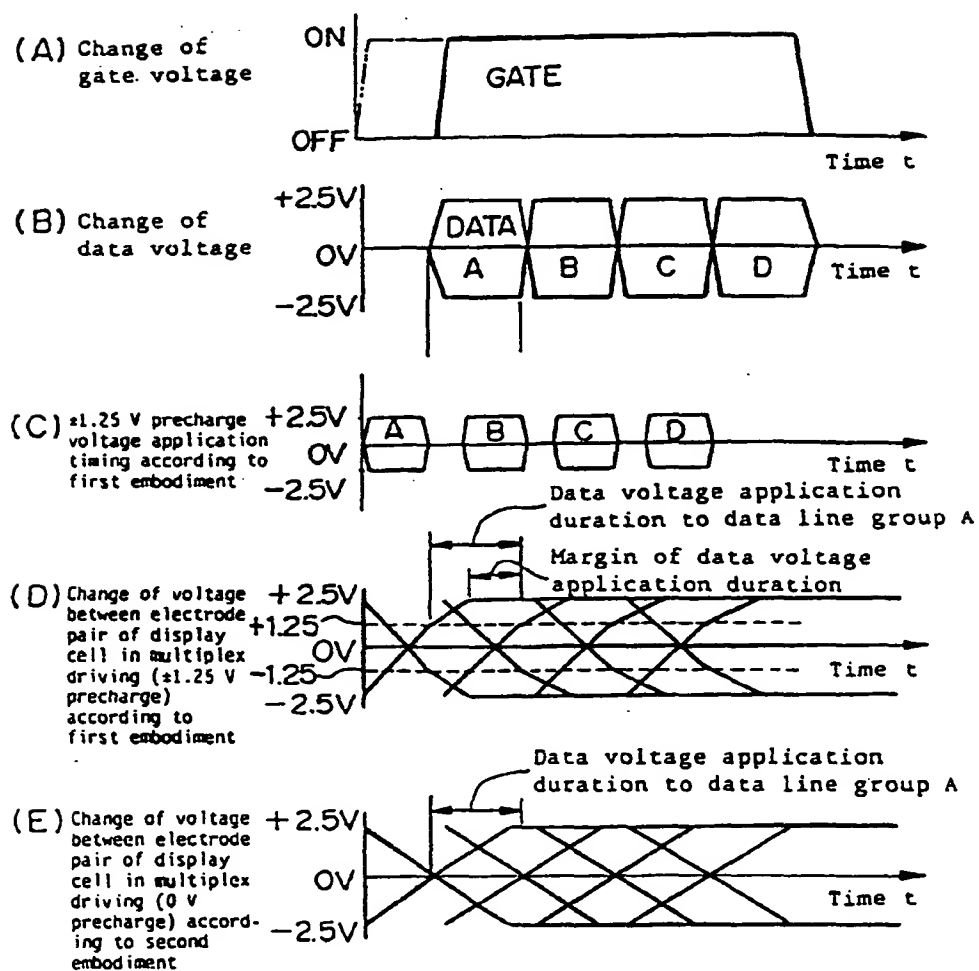 (A) Change of
gate voltage
ON
OFF
GATE
Time t
(B) Change of
data voltage
+2.5V
0V
-2.5V
DATA
A B C D
Time t
(C) ±1.25 V precharge
voltage application
timing according to
first embodiment
+2.5V
0V
-2.5V
A B C D
Time t
Data voltage application
duration to data line group A
Margin of data voltage
application duration
(D) Change of voltage
between electrode
pair of display
cell in multiplex
driving (±1.25 V
precharge)
according to
first embodiment
+2.5V
+1.25
0V
-1.25
-2.5V
Time t
Data voltage application
duration to data line group A
(E) Change of voltage
between electrode
pair of display
cell in multiplex
driving (0 V
precharge) accor-
ding to second
embodiment
+2.5V
0V
-2.5V
Time t